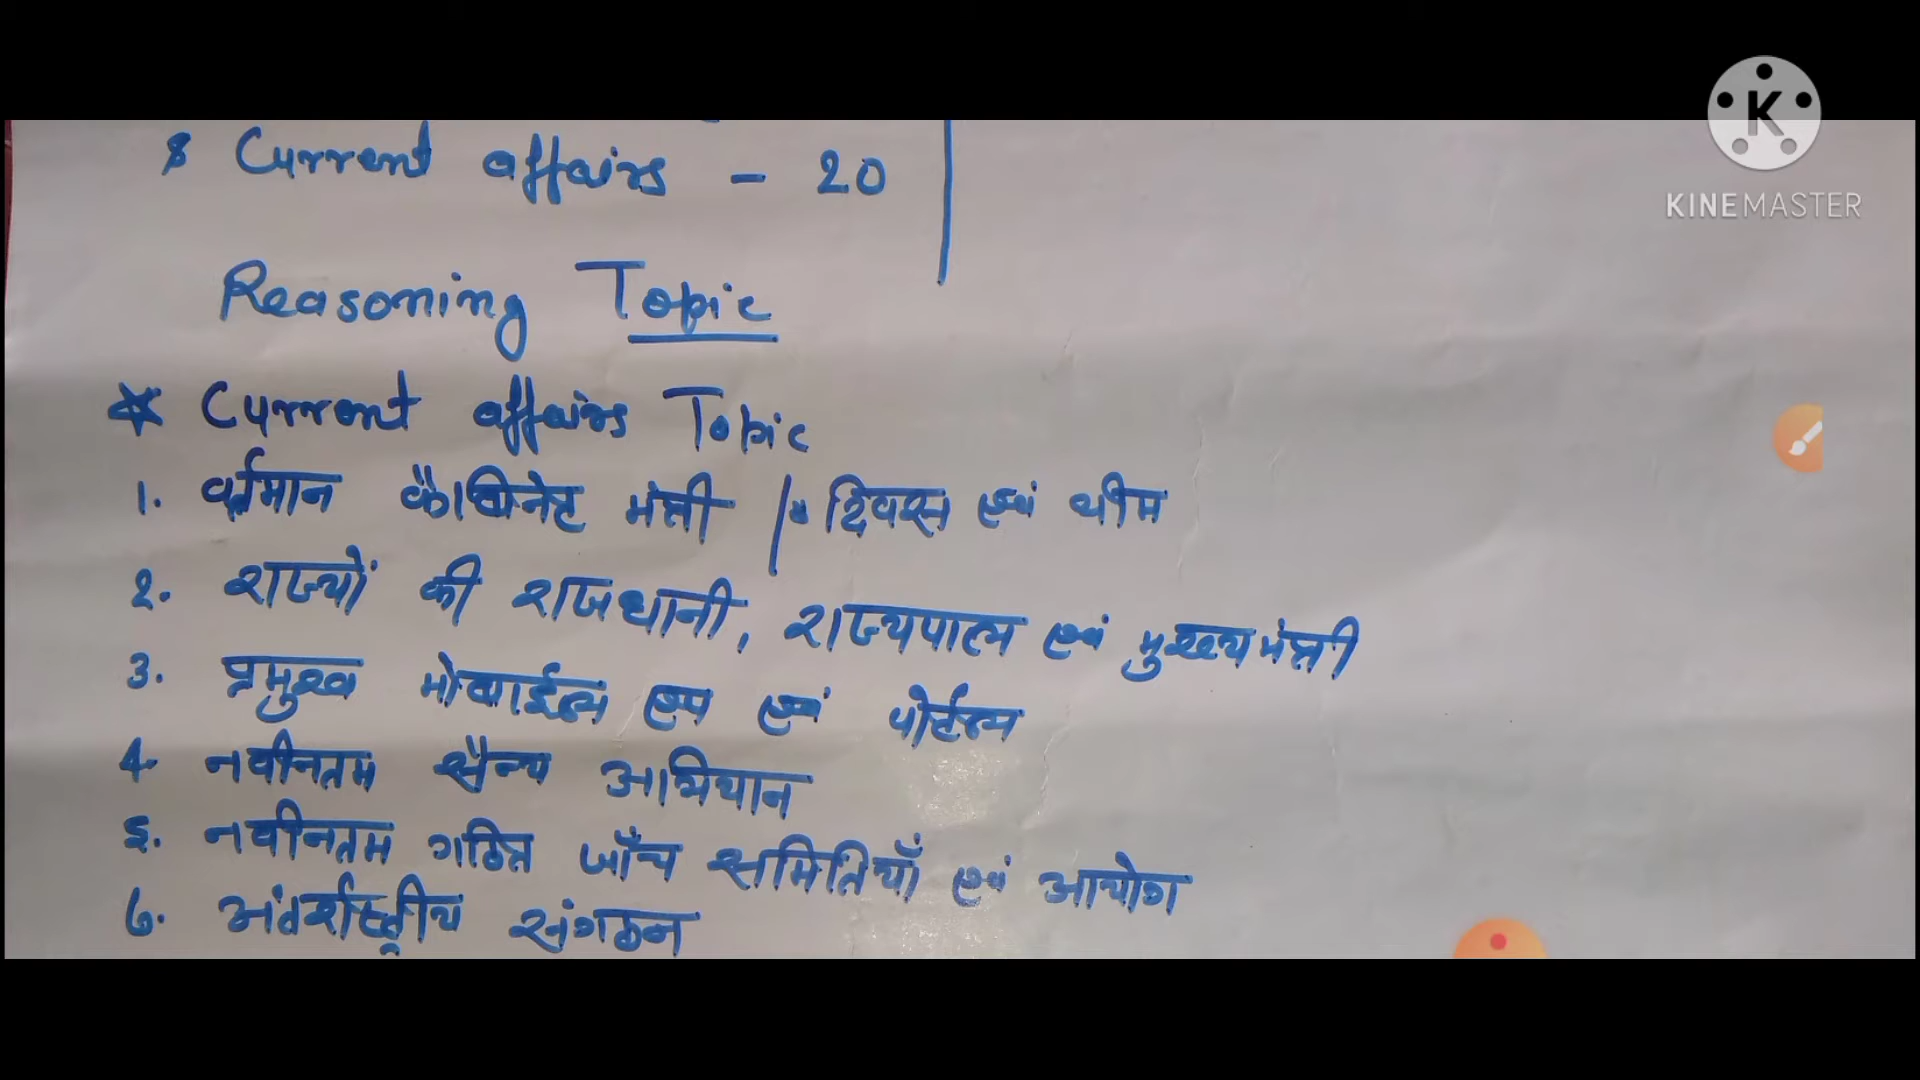 & Current affairs - 20
Reasoning Topic
* Current affairs Topic
1. वर्तमान कैबिनेट मंत्री | * दिवस एवं थीम
2. राज्यों की राजधानी, राज्यपाल एवं मुख्यमंत्री
3. प्रमुख मोबाईल एप एवं पोर्टल
4 नवीनतम सैन्य अभियान
5. नवीनतम गठित जाँच समितियाँ एवं आयोग
6. अंतर्राष्ट्रीय संगठन
K
KINEMASTER